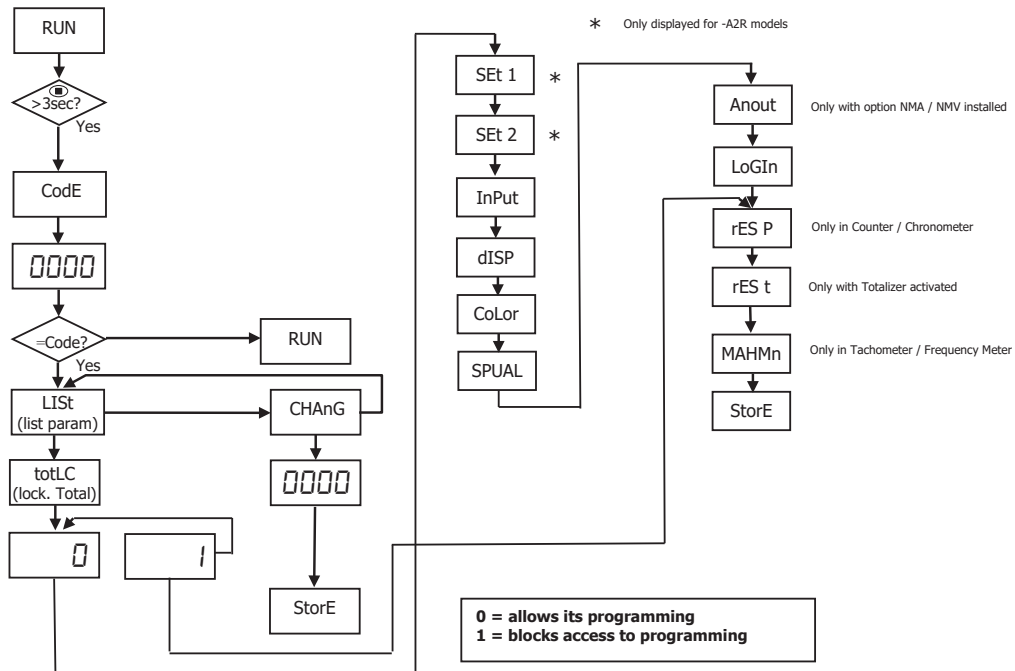 RUN
>3sec?
Yes
CodE
0000
=Code?
RUN
Yes
LISt
(list param)
CHAnG
totLC
(lock. Total)
0000
0
1
StorE
* Only displayed for -A2R models
SEt 1 *
SEt 2 *
InPut
dISP
CoLor
SPUAL
Anout Only with option NMA / NMV installed
LoGIn
rES P Only in Counter / Chronometer
rES t Only with Totalizer activated
MAHMn Only in Tachometer / Frequency Meter
StorE
0 = allows its programming
1 = blocks access to programming